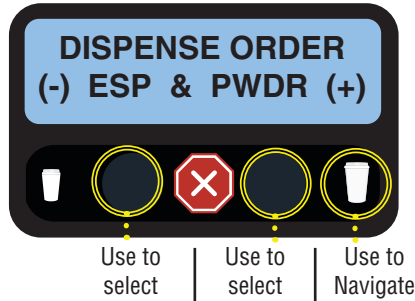 DISPENSE ORDER
(-) ESP & PWDR (+)
Use to
select
Use to
select
Use to
Navigate